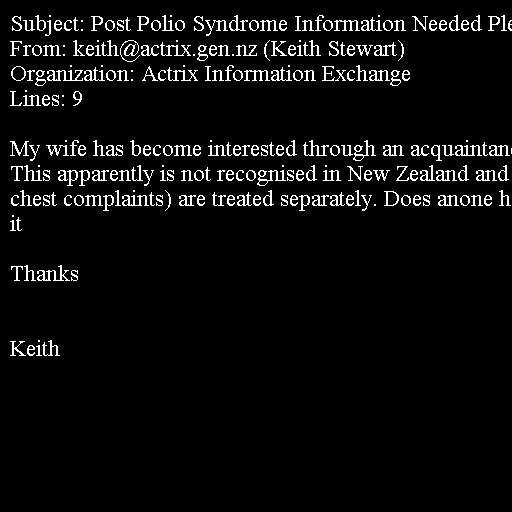 Subject: Post Polio Syndrome Information Needed Ple
From: keith@actrix.gen.nz (Keith Stewart)
Organization: Actrix Information Exchange
Lines: 9
My wife has become interested through an acquaintan
This apparently is not recognised in New Zealand and
chest complaints) are treated separately. Does anone h
it
Thanks
Keith